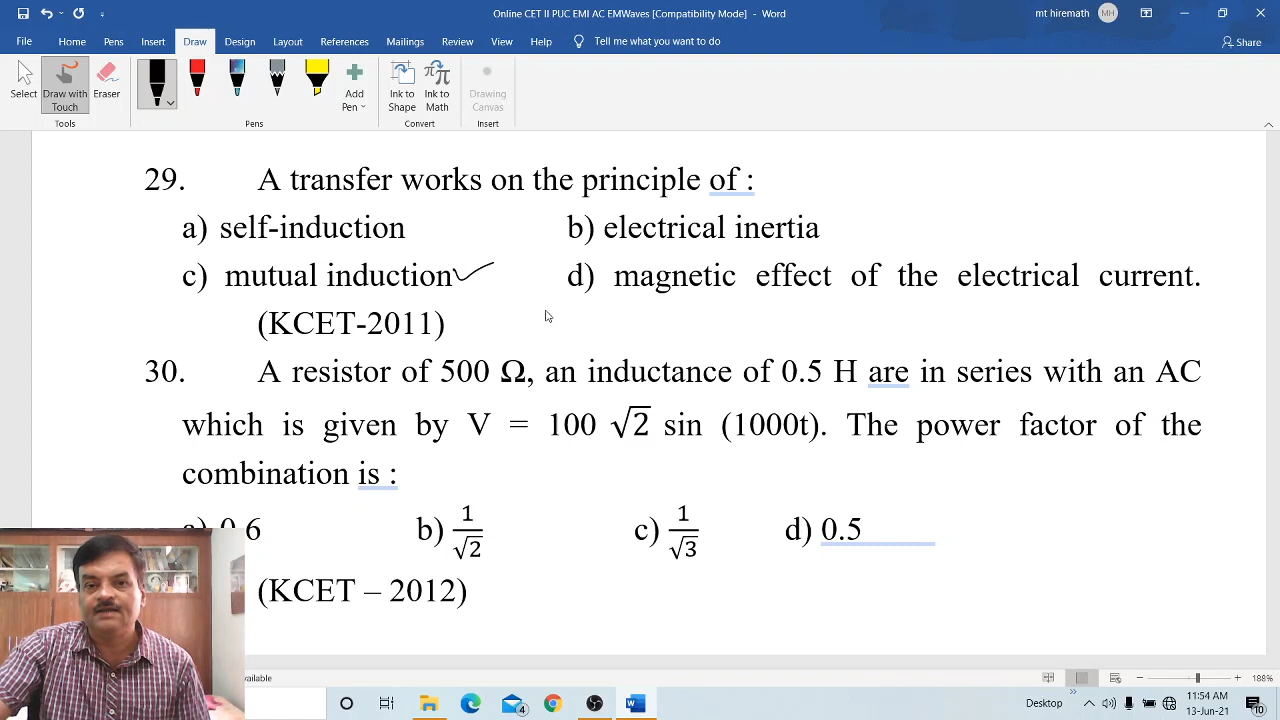 Online CET II PUC EMI AC EMWaves [Compatibility Mode] - Word
mt hiremath MH
File Home Pens Insert Draw Design Layout References Mailings Review View Help Tell me what you want to do Share
Select Draw with Touch Eraser Add Pen Ink to Shape Ink to Math Drawing Canvas
Tools Pens Convert Insert
29. A transfer works on the principle of :
a) self-induction b) electrical inertia
c) mutual induction d) magnetic effect of the electrical current.
(KCET-2011)
30. A resistor of 500 Ω, an inductance of 0.5 H are in series with an AC
which is given by V = 100 √2 sin (1000t). The power factor of the
combination is :
a) 0.6 b) 1/√2 c) 1/√3 d) 0.5
(KCET – 2012)
available 188%
4 Desktop 11:54 AM
13-Jun-21 10